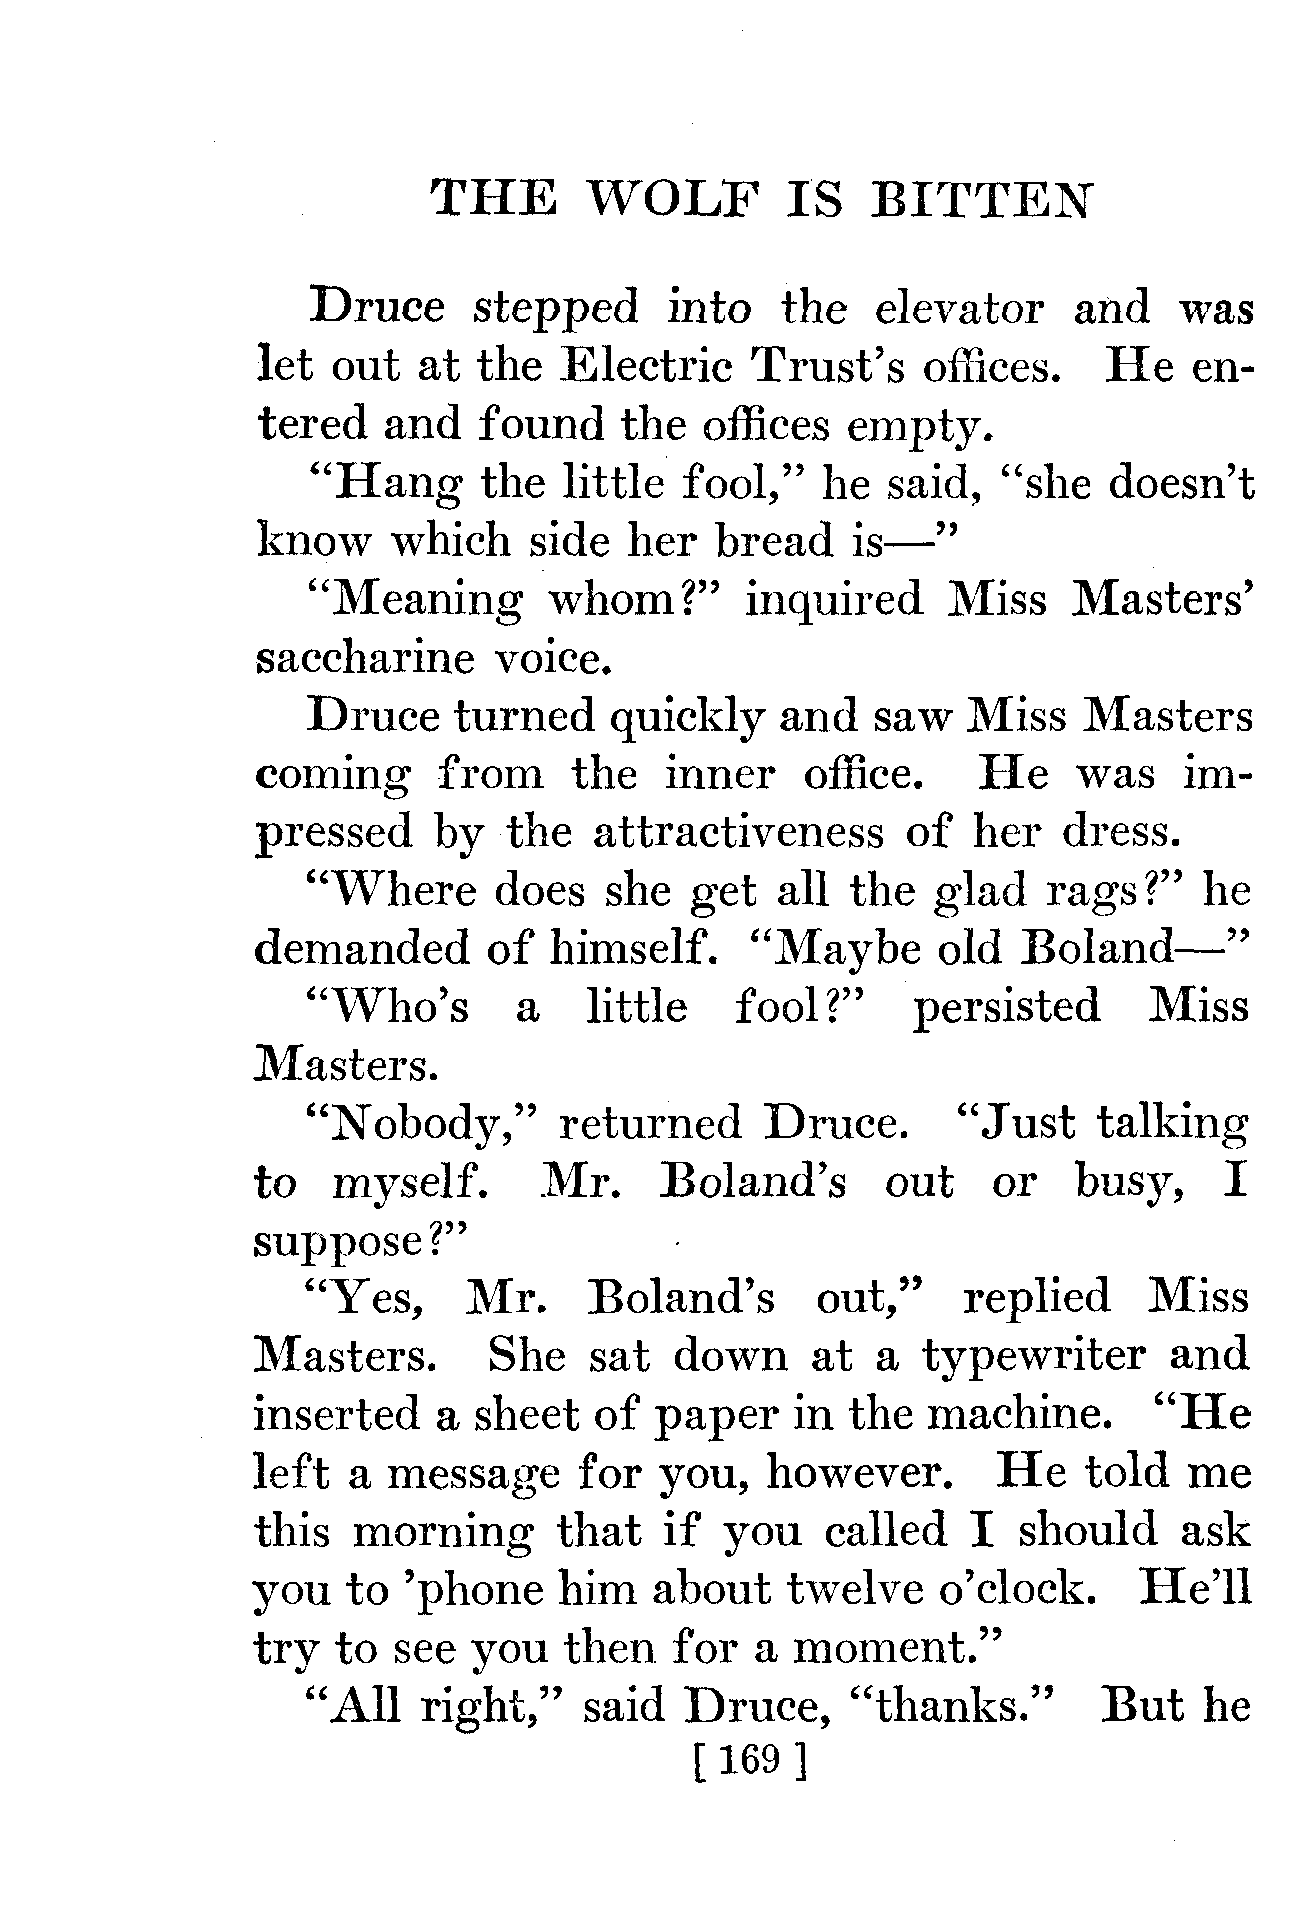 THE WOLF IS BITTEN
Druce stepped into the elevator and was
let out at the Electric Trust's offices. He en-
tered and found the offices empty.
“Hang the little fool,” he said, “she doesn't
know which side her bread is—”
“Meaning whom?” inquired Miss Masters'
saccharine voice.
Druce turned quickly and saw Miss Masters
coming from the inner office. He was im-
pressed by the attractiveness of her dress.
“Where does she get all the glad rags?” he
demanded of himself. “Maybe old Boland—”
“Who's a little fool?” persisted Miss
Masters.
“Nobody,” returned Druce. “Just talking
to myself. Mr. Boland's out or busy, I
suppose?”
“Yes, Mr. Boland's out,” replied Miss
Masters. She sat down at a typewriter and
inserted a sheet of paper in the machine. “He
left a message for you, however. He told me
this morning that if you called I should ask
you to 'phone him about twelve o'clock. He'll
try to see you then for a moment.”
“All right,” said Druce, “thanks.” But he
[ 169 ]